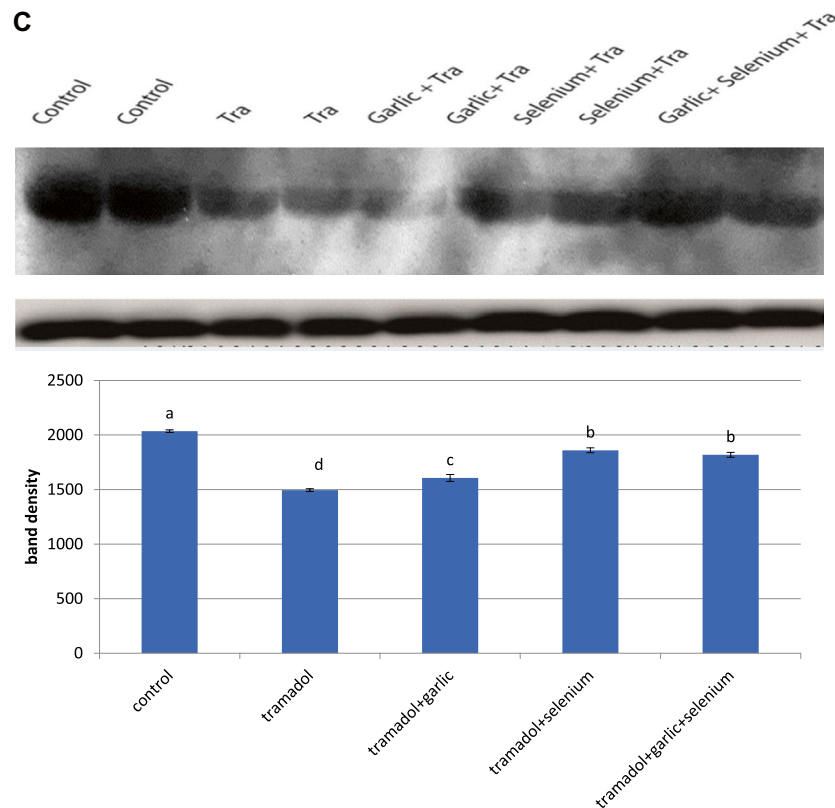 C
Control
Control
Tra
Tra
Garlic + Tra
Garlic+ Tra
Selenium+ Tra
Selenium+Tra
Garlic+ Selenium+ Tra
2500
2000
1500
1000
500
0
band density
a
d
c
b
b
control
tramadol
tramadol+garlic
tramadol+selenium
tramadol+garlic+selenium